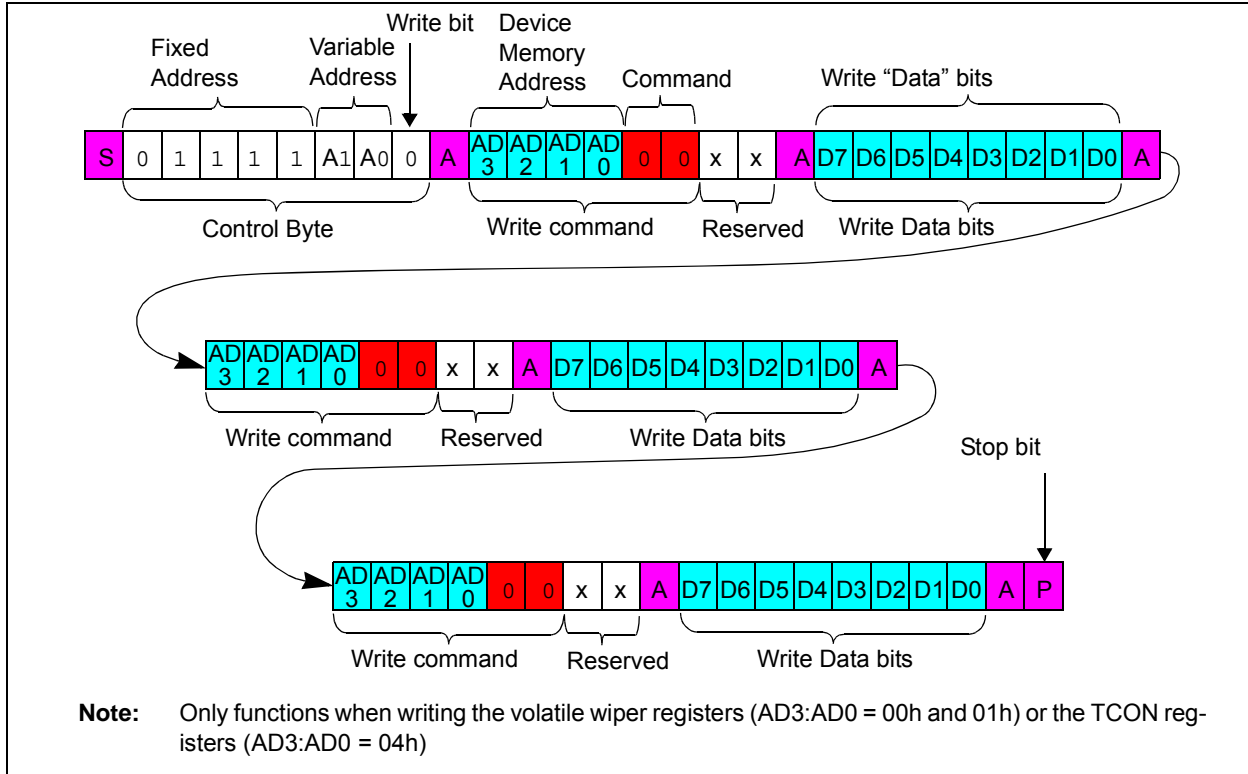 Write bit
Device
Memory
Address
Fixed
Address
Variable
Address
Command
Write “Data” bits
S 0 1 1 1 1 A1 A0 0 A AD3 AD2 AD1 AD0 0 0 x x A D7 D6 D5 D4 D3 D2 D1 D0 A
Control Byte
Write command
Reserved
Write Data bits
AD3 AD2 AD1 AD0 0 0 x x A D7 D6 D5 D4 D3 D2 D1 D0 A
Write command
Reserved
Write Data bits
Stop bit
AD3 AD2 AD1 AD0 0 0 x x A D7 D6 D5 D4 D3 D2 D1 D0 A P
Write command
Reserved
Write Data bits
Note: Only functions when writing the volatile wiper registers (AD3:AD0 = 00h and 01h) or the TCON reg-
isters (AD3:AD0 = 04h)